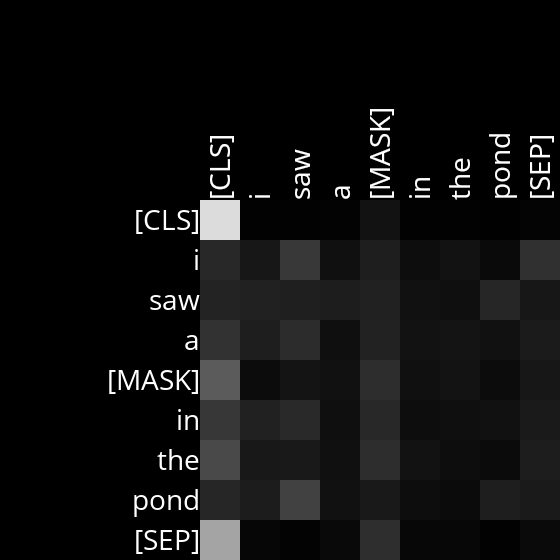 [CLS] i saw a [MASK] in the pond [SEP]
[CLS]
i
saw
a
[MASK]
in
the
pond
[SEP]